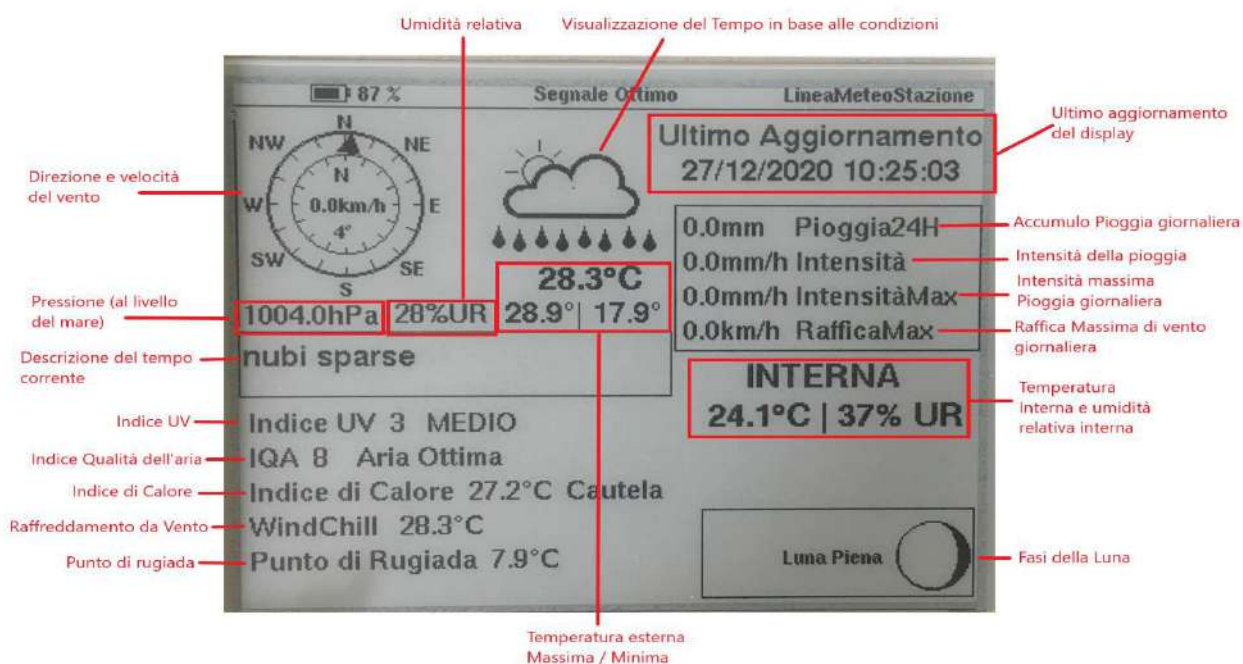 Umidità relativa
Visualizzazione del Tempo in base alle condizioni
87 %
Segnale Ottimo
LineaMeteoStazione
Ultimo aggiornamento
del display
Ultimo Aggiornamento
27/12/2020 10:25:03
N
NW
NE
N
W
0.0km/h
E
4°
SW
SE
S
Direzione e velocità
del vento
0.0mm Pioggia24H
Accumulo Pioggia giornaliera
0.0mm/h Intensità
Intensità della pioggia
0.0mm/h IntensitàMax
Intensità massima
Pioggia giornaliera
0.0km/h RafficaMax
Raffica Massima di vento
giornaliera
28.3°C
28.9°| 17.9°
Pressione (al livello
del mare)
1004.0hPa
28%UR
Descrizione del tempo
corrente
nubi sparse
INTERNA
24.1°C | 37% UR
Temperatura
Interna e umidità
relativa interna
Indice UV
Indice UV 3 MEDIO
Indice Qualità dell'aria
IQA 8 Aria Ottima
Indice di Calore
Indice di Calore 27.2°C Cautela
Raffreddamento da Vento
WindChill 28.3°C
Punto di rugiada
Punto di Rugiada 7.9°C
Luna Piena
Fasi della Luna
Temperatura esterna
Massima / Minima